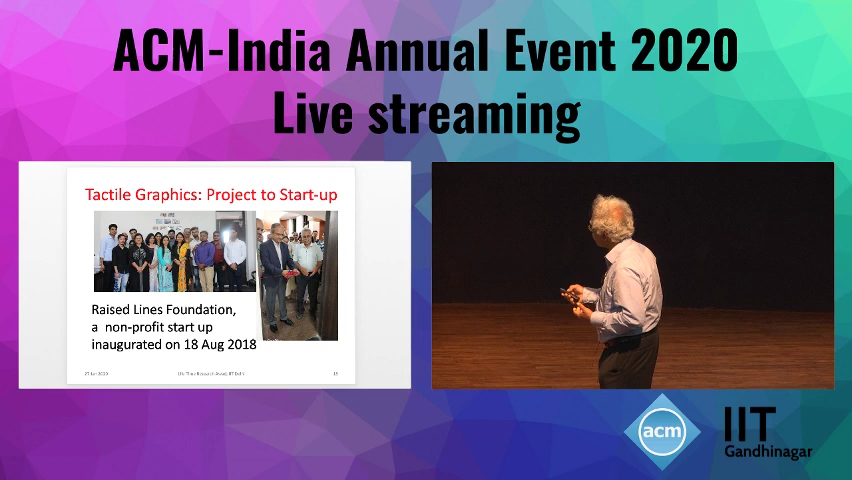 ACM-India Annual Event 2020
Live streaming
Tactile Graphics: Project to Start-up
Raised Lines Foundation,
a non-profit start up
inaugurated on 18 Aug 2018
acm
IIT
Gandhinagar